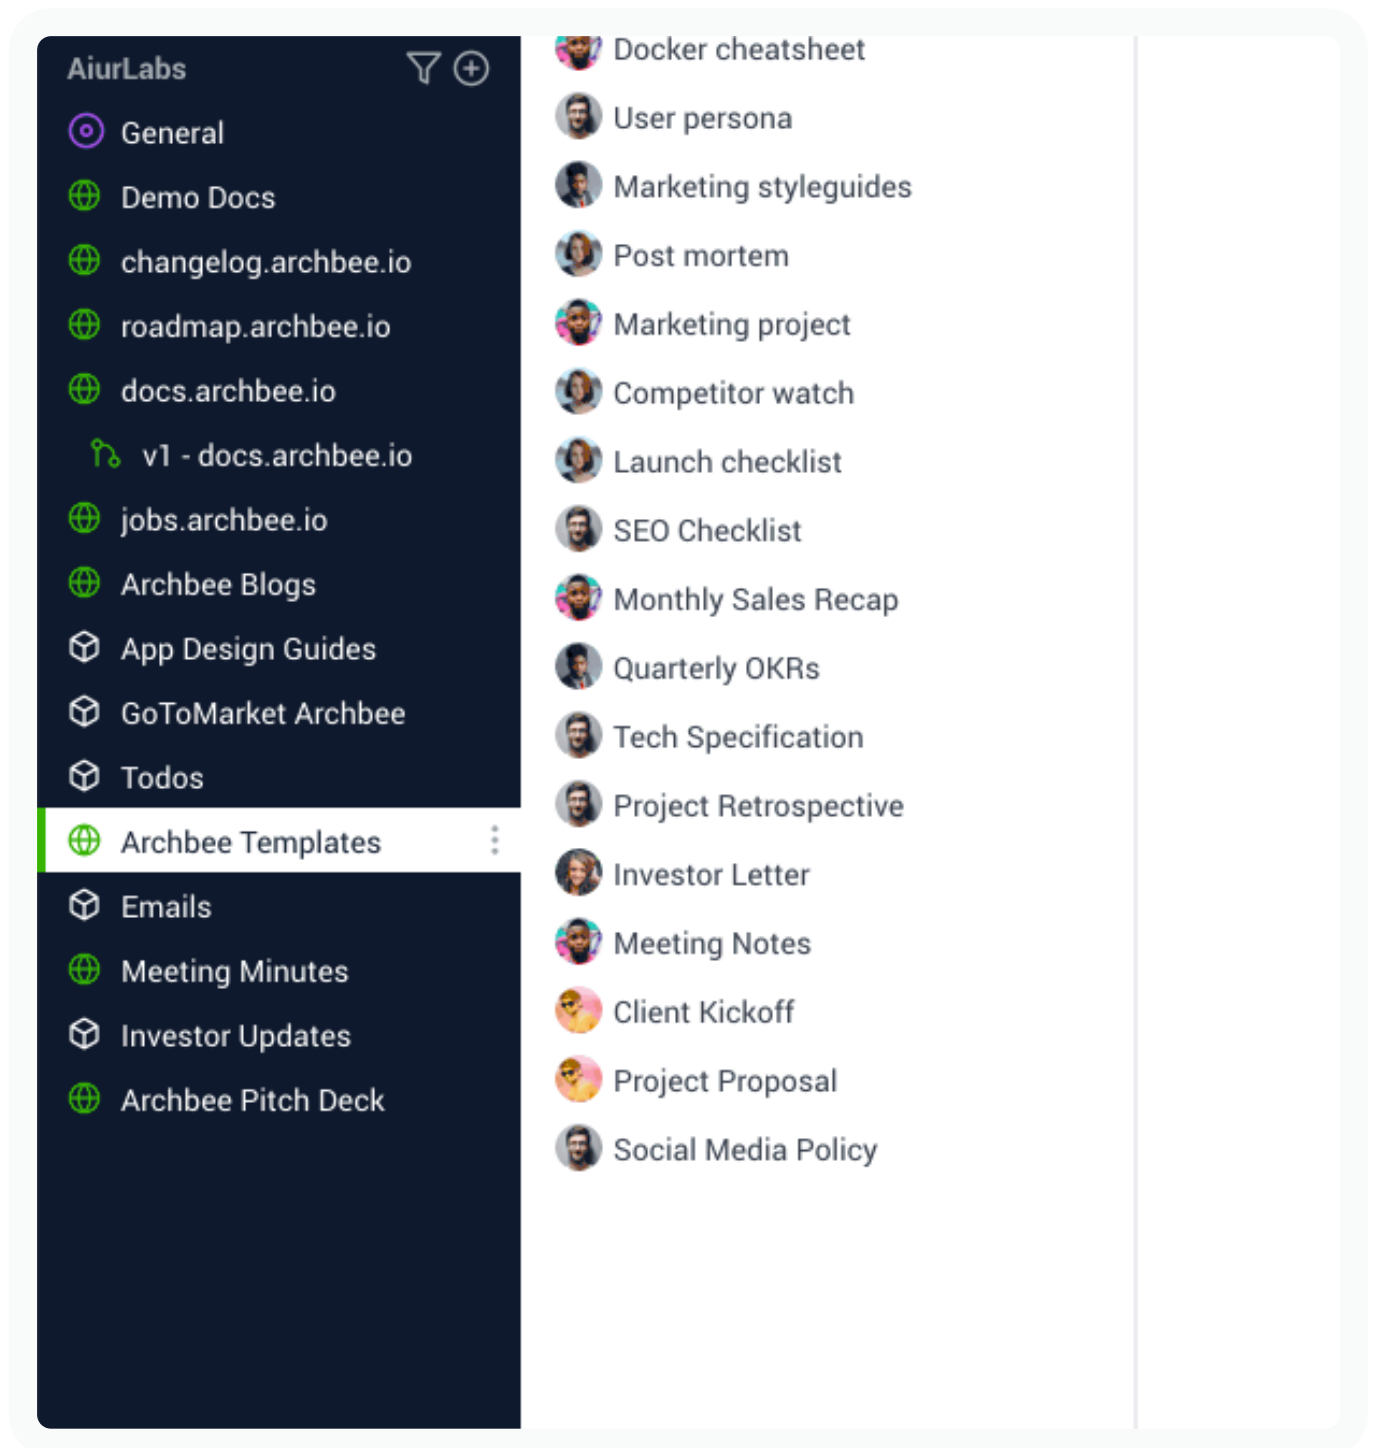 AiurLabs
General
Demo Docs
changelog.archbee.io
roadmap.archbee.io
docs.archbee.io
v1 - docs.archbee.io
jobs.archbee.io
Archbee Blogs
App Design Guides
GoToMarket Archbee
Todos
Archbee Templates
Emails
Meeting Minutes
Investor Updates
Archbee Pitch Deck
Docker cheatsheet
User persona
Marketing styleguides
Post mortem
Marketing project
Competitor watch
Launch checklist
SEO Checklist
Monthly Sales Recap
Quarterly OKRs
Tech Specification
Project Retrospective
Investor Letter
Meeting Notes
Client Kickoff
Project Proposal
Social Media Policy